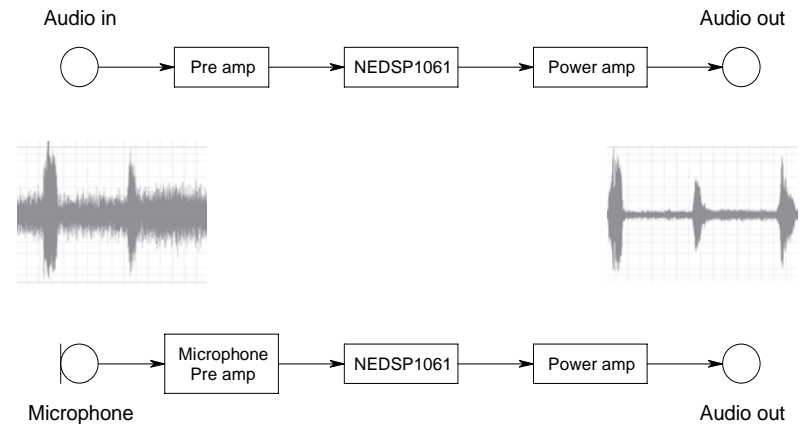 Audio in
Audio out
Pre amp
NEDSP1061
Power amp
Microphone
Pre amp
NEDSP1061
Power amp
Microphone
Audio out